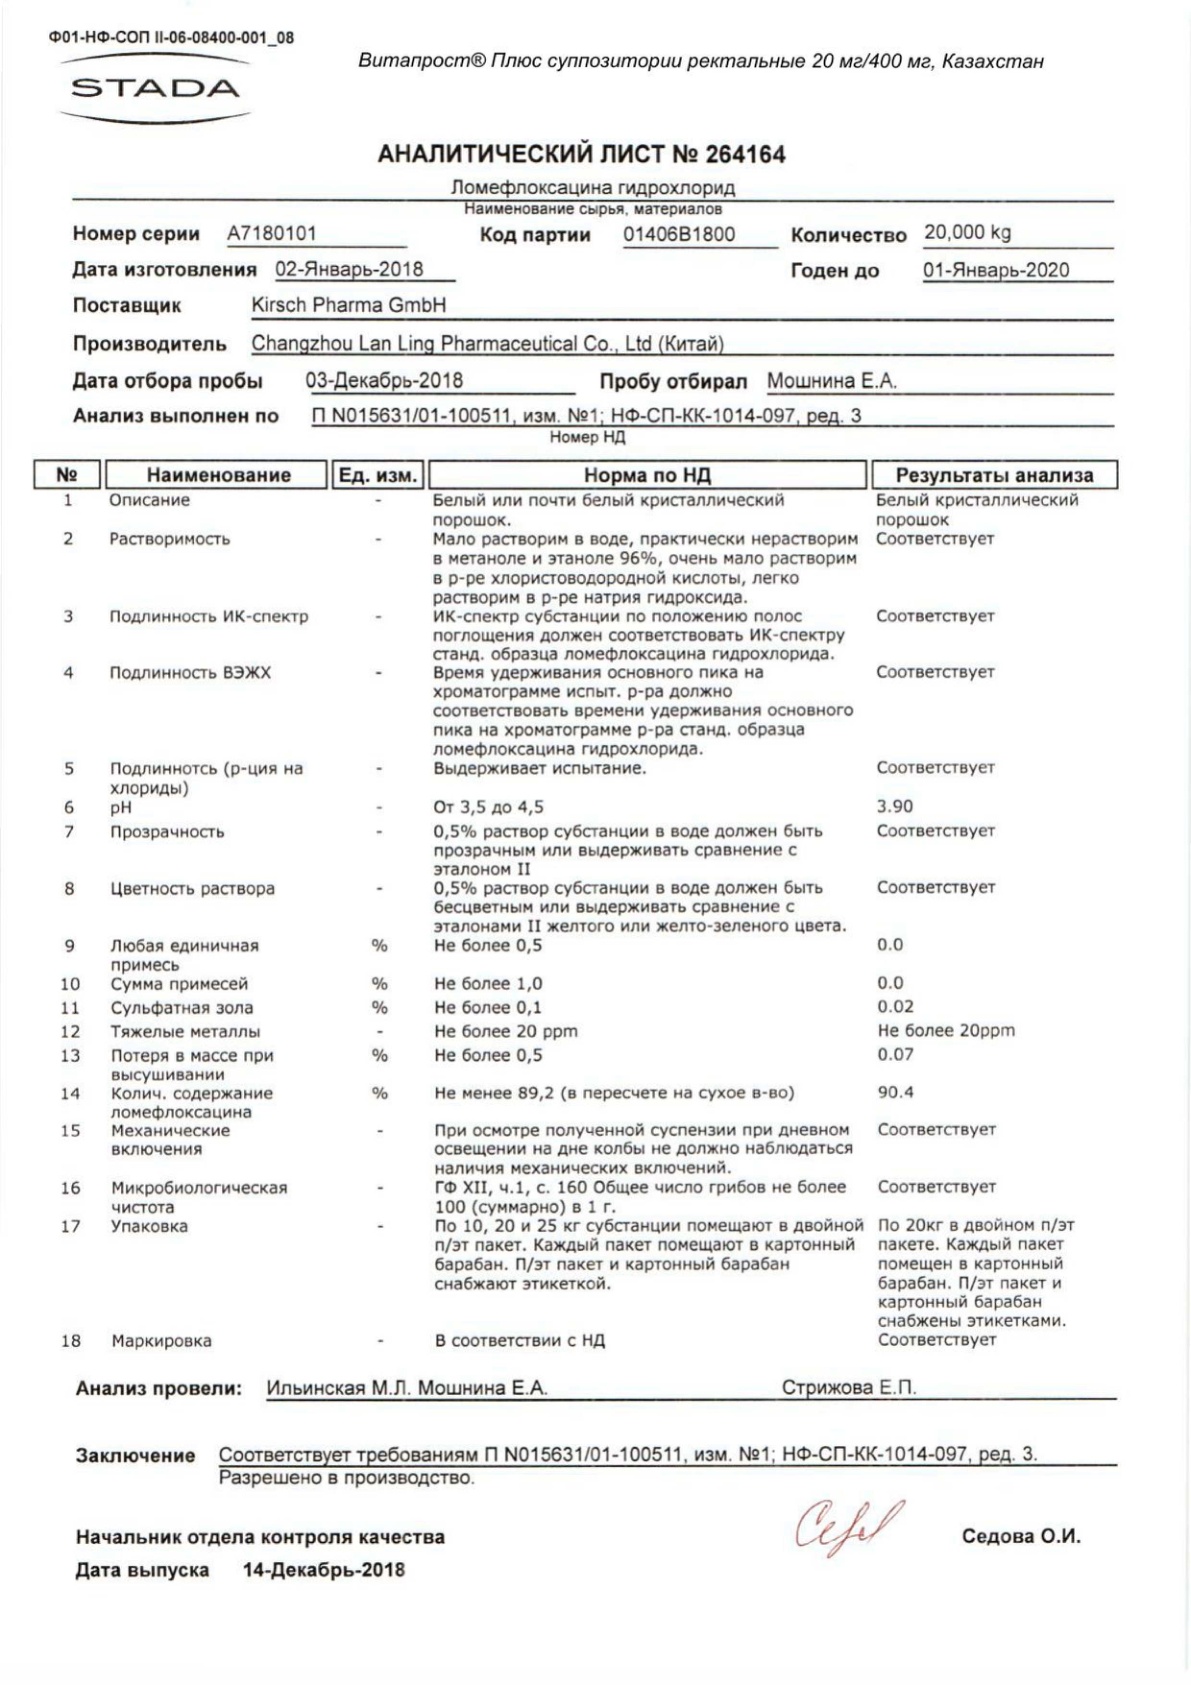 Ф01-НФ-СОП II-06-08400-001_08
Витапрост® Плюс суппозитории ректальные 20 мг/400 мг, Казахстан
STADA
АНАЛИТИЧЕСКИЙ ЛИСТ № 264164
Ломефлоксацина гидрохлорид
Наименование сырья, материалов
Номер серии А7180101 Код партии 01406В1800 Количество 20,000 kg
Дата изготовления 02-Январь-2018 Годен до 01-Январь-2020
Поставщик Kirsch Pharma GmbH
Производитель Changzhou Lan Ling Pharmaceutical Co., Ltd (Китай)
Дата отбора пробы 03-Декабрь-2018 Пробу отбирал Мошнина Е.А.
Анализ выполнен по П N015631/01-100511, изм. №1; НФ-СП-КК-1014-097, ред. 3
Номер НД
№ Наименование Ед. изм. Норма по НД Результаты анализа
1 Описание - Белый или почти белый кристаллический Белый кристаллический
порошок. порошок
2 Растворимость - Мало растворим в воде, практически нерастворим Соответствует
в метаноле и этаноле 96%, очень мало растворим
в р-ре хлористоводородной кислоты, легко
растворим в р-ре натрия гидроксида.
3 Подлинность ИК-спектр - ИК-спектр субстанции по положению полос Соответствует
поглощения должен соответствовать ИК-спектру
станд. образца ломефлоксацина гидрохлорида.
4 Подлинность ВЭЖХ - Время удерживания основного пика на Соответствует
хроматограмме испыт. р-ра должно
соответствовать времени удерживания основного
пика на хроматограмме р-ра станд. образца
ломефлоксацина гидрохлорида.
5 Подлиннотсь (р-ция на - Выдерживает испытание. Соответствует
хлориды)
6 pH - От 3,5 до 4,5 3.90
7 Прозрачность - 0,5% раствор субстанции в воде должен быть Соответствует
прозрачным или выдерживать сравнение с
эталоном II
8 Цветность раствора - 0,5% раствор субстанции в воде должен быть Соответствует
бесцветным или выдерживать сравнение с
эталонами II желтого или желто-зеленого цвета.
9 Любая единичная % Не более 0,5 0.0
примесь
10 Сумма примесей % Не более 1,0 0.0
11 Сульфатная зола % Не более 0,1 0.02
12 Тяжелые металлы - Не более 20 ppm Не более 20ppm
13 Потеря в массе при % Не более 0,5 0.07
высушивании
14 Колич. содержание % Не менее 89,2 (в пересчете на сухое в-во) 90.4
ломефлоксацина
15 Механические - При осмотре полученной суспензии при дневном Соответствует
включения освещении на дне колбы не должно наблюдаться
наличия механических включений.
16 Микробиологическая - ГФ XII, ч.1, с. 160 Общее число грибов не более Соответствует
чистота 100 (суммарно) в 1 г.
17 Упаковка - По 10, 20 и 25 кг субстанции помещают в двойной По 20кг в двойном п/эт
п/эт пакет. Каждый пакет помещают в картонный пакете. Каждый пакет
барабан. П/эт пакет и картонный барабан помещен в картонный
снабжают этикеткой. барабан. П/эт пакет и
картонный барабан
снабжены этикетками.
18 Маркировка - В соответствии с НД Соответствует
Анализ провели: Ильинская М.Л. Мошнина Е.А. Стрижова Е.П.
Заключение Соответствует требованиям П N015631/01-100511, изм. №1; НФ-СП-КК-1014-097, ред. 3.
Разрешено в производство.
Начальник отдела контроля качества Седова О.И.
Дата выпуска 14-Декабрь-2018